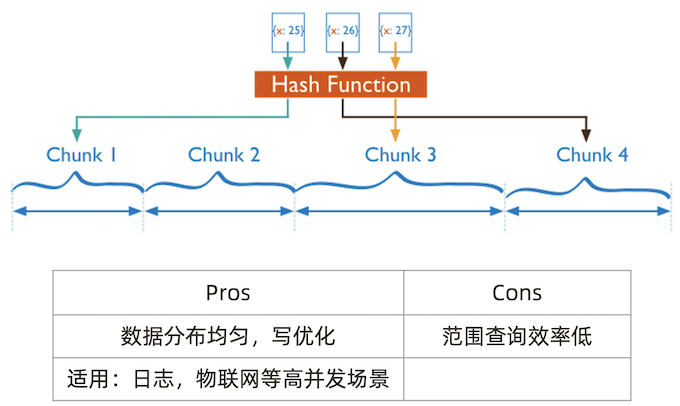 {x: 25} {x: 26} {x: 27}
Hash Function
Chunk 1 Chunk 2 Chunk 3 Chunk 4
Pros Cons
数据分布均匀，写优化 范围查询效率低
适用：日志，物联网等高并发场景